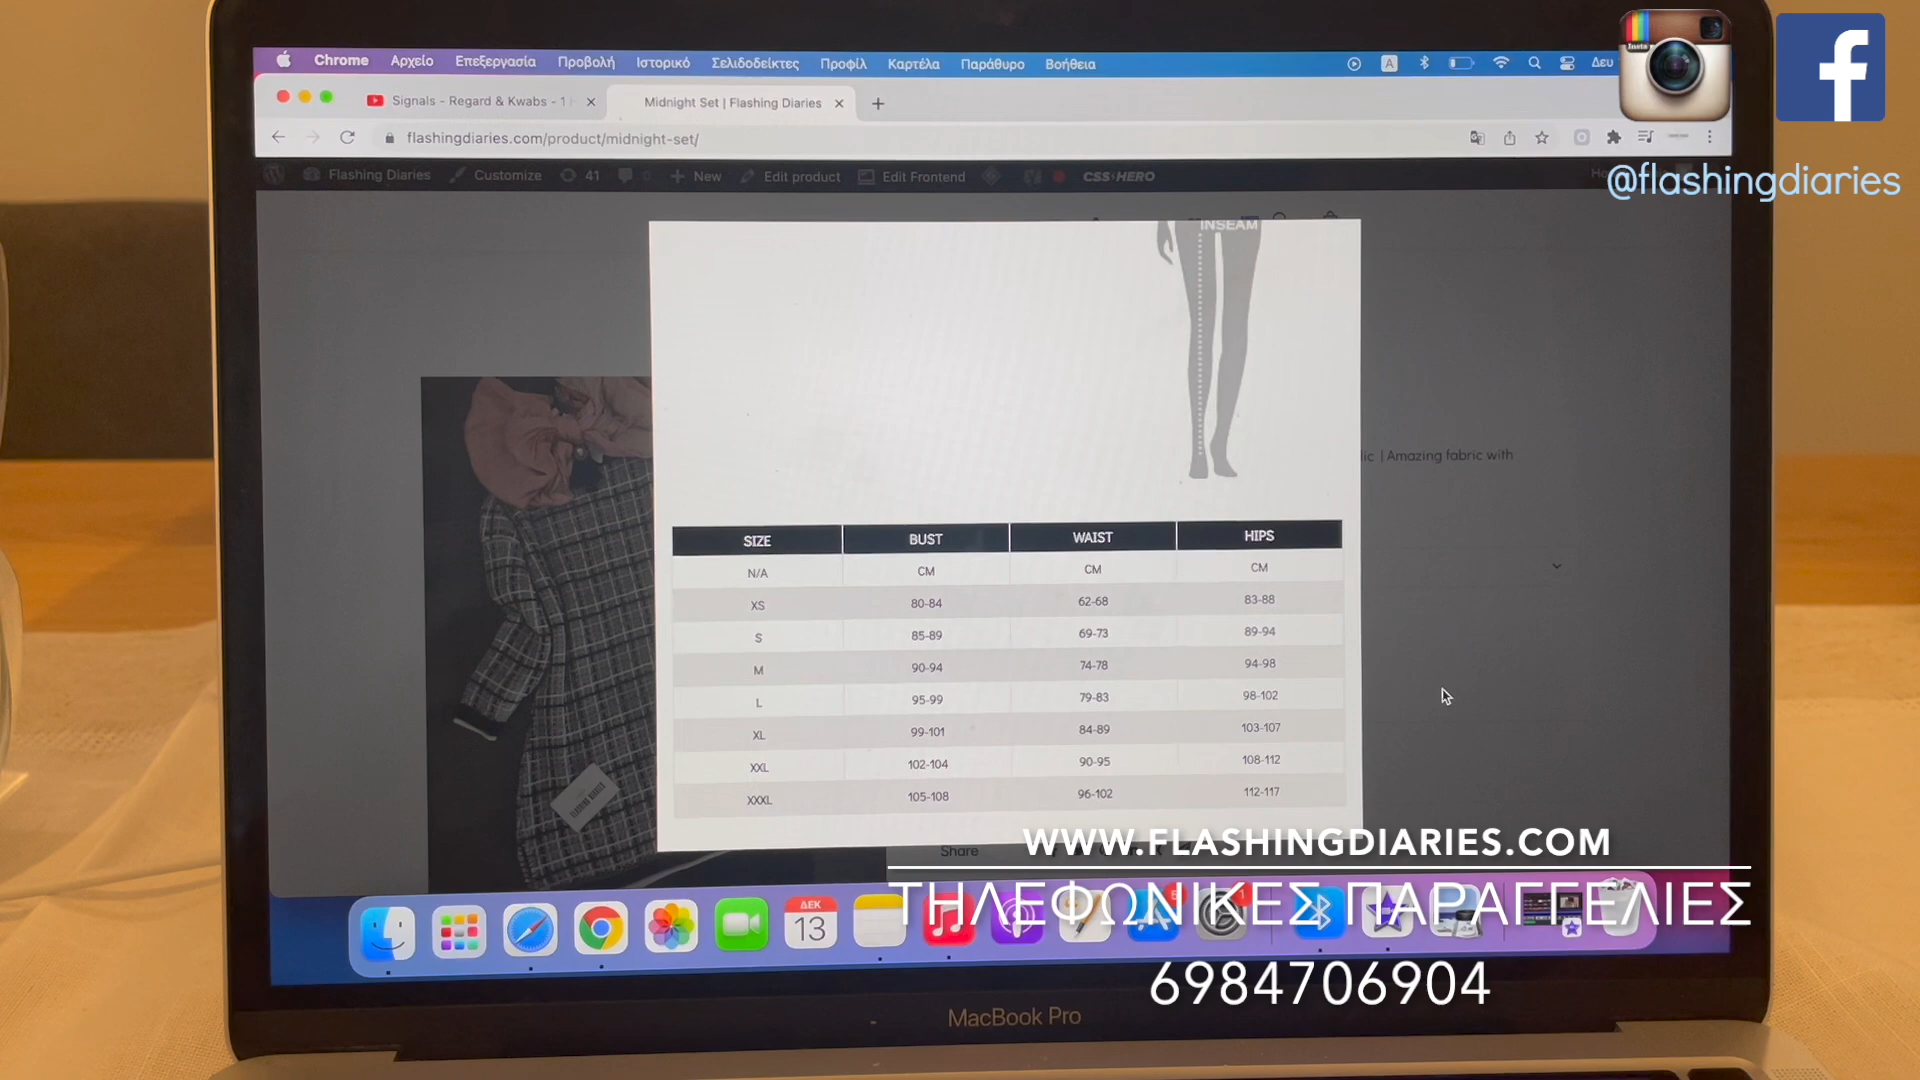 Chrome Αρχείο Επεξεργασία Προβολή Ιστορικό Σελιδοδείκτες Προφίλ Καρτέλα Παράθυρο Βοήθεια A Δευ
Insta
f
Signals - Regard & Kwabs - 1
Midnight Set | Flashing Diaries
flashingdiaries.com/product/midnight-set/
Flashing Diaries Customize 41 0 New Edit product Edit Frontend CSS HERO
@flashingdiaries
INSEAM
| Amazing fabric with
SIZE BUST WAIST HIPS
N/A CM CM CM
XS 80-84 62-68 83-88
S 85-89 69-73 89-94
M 90-94 74-78 94-98
L 95-99 79-83 98-102
XL 99-101 84-89 103-107
XXL 102-104 90-95 108-112
XXXL 105-108 96-102 112-117
FLASHING DIARIES
Share
WWW.FLASHINGDIARIES.COM
ΤΗΛΕΦΩΝΙΚΕΣ ΠΑΡΑΓΓΕΛΙΕΣ
6984706904
ΔΕΚ
13
MacBook Pro